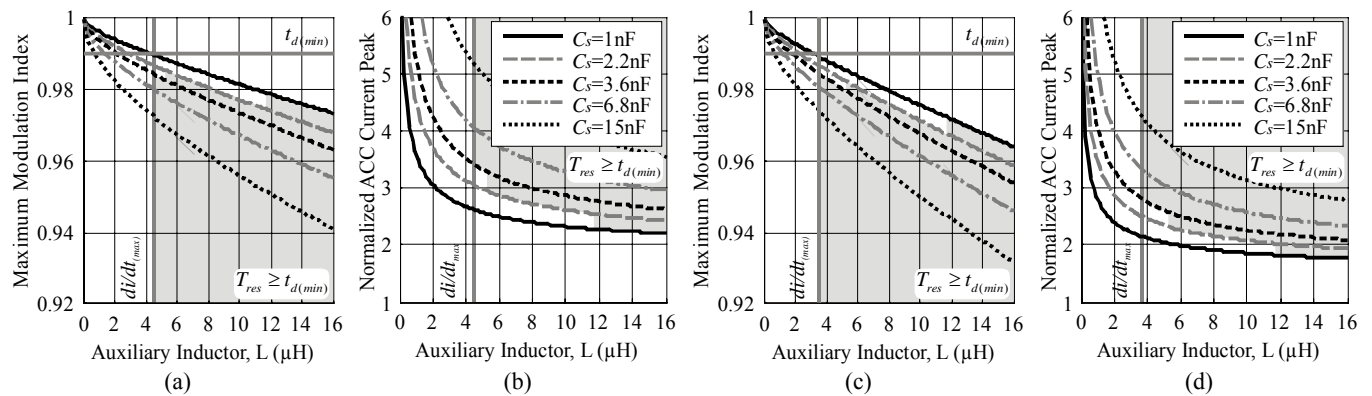 Maximum Modulation Index
1
0.98
0.96
0.94
0.92
t_d(min)
di/dt_(max)
T_res ≥ t_d(min)
0 2 4 6 8 10 12 14 16
Auxiliary Inductor, L (µH)
(a)
Normalized ACC Current Peak
6
5
4
3
2
1
C_s=1nF
C_s=2.2nF
C_s=3.6nF
C_s=6.8nF
C_s=15nF
T_res ≥ t_d(min)
di/dt_max
0 2 4 6 8 10 12 14 16
Auxiliary Inductor, L (µH)
(b)
Maximum Modulation Index
1
0.98
0.96
0.94
0.92
t_d(min)
di/dt_(max)
T_res ≥ t_d(min)
0 2 4 6 8 10 12 14 16
Auxiliary Inductor, L (µH)
(c)
Normalized ACC Current Peak
6
5
4
3
2
1
C_s=1nF
C_s=2.2nF
C_s=3.6nF
C_s=6.8nF
C_s=15nF
T_res ≥ t_d(min)
di/dt_max
0 2 4 6 8 10 12 14 16
Auxiliary Inductor, L (µH)
(d)